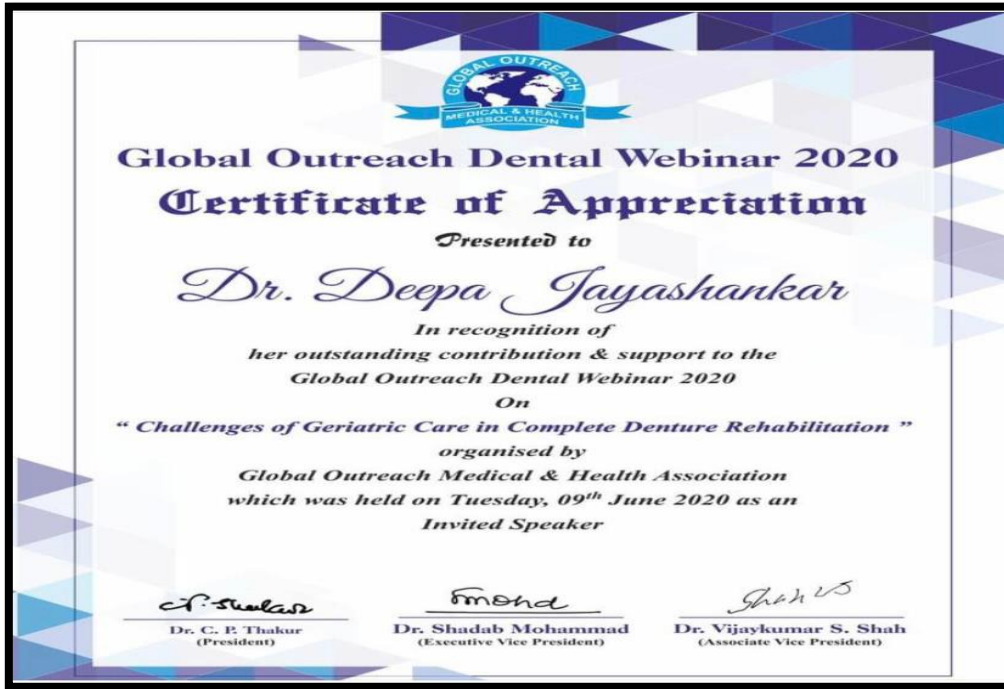 GLOBAL OUTREACH
MEDICAL & HEALTH
ASSOCIATION
Global Outreach Dental Webinar 2020
Certificate of Appreciation
Presented to
Dr. Deepa Jayashankar
In recognition of
her outstanding contribution & support to the
Global Outreach Dental Webinar 2020
On
“ Challenges of Geriatric Care in Complete Denture Rehabilitation ”
organised by
Global Outreach Medical & Health Association
which was held on Tuesday, 09th June 2020 as an
Invited Speaker
Dr. C. P. Thakur
(President)
Dr. Shadab Mohammad
(Executive Vice President)
Dr. Vijaykumar S. Shah
(Associate Vice President)